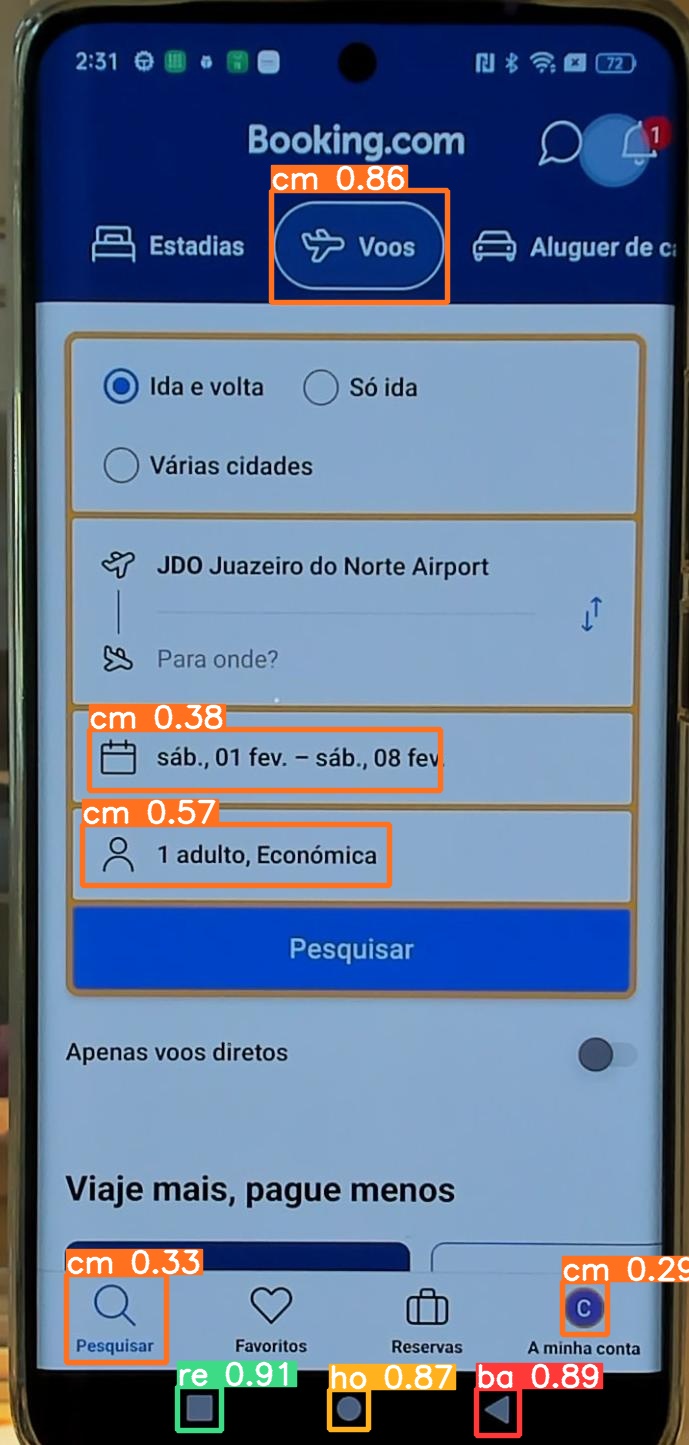 2:31 72
Booking.com 1
cm 0.86
Estadias Voos Aluguer de c
Ida e volta Só ida
Várias cidades
JDO Juazeiro do Norte Airport
Para onde?
cm 0.38
sáb., 01 fev. – sáb., 08 fev.
cm 0.57
1 adulto, Económica
Pesquisar
Apenas voos diretos
Viaje mais, pague menos
cm 0.33 cm 0.29
C
Pesquisar Favoritos Reservas A minha conta
re 0.91 ho 0.87 ba 0.89